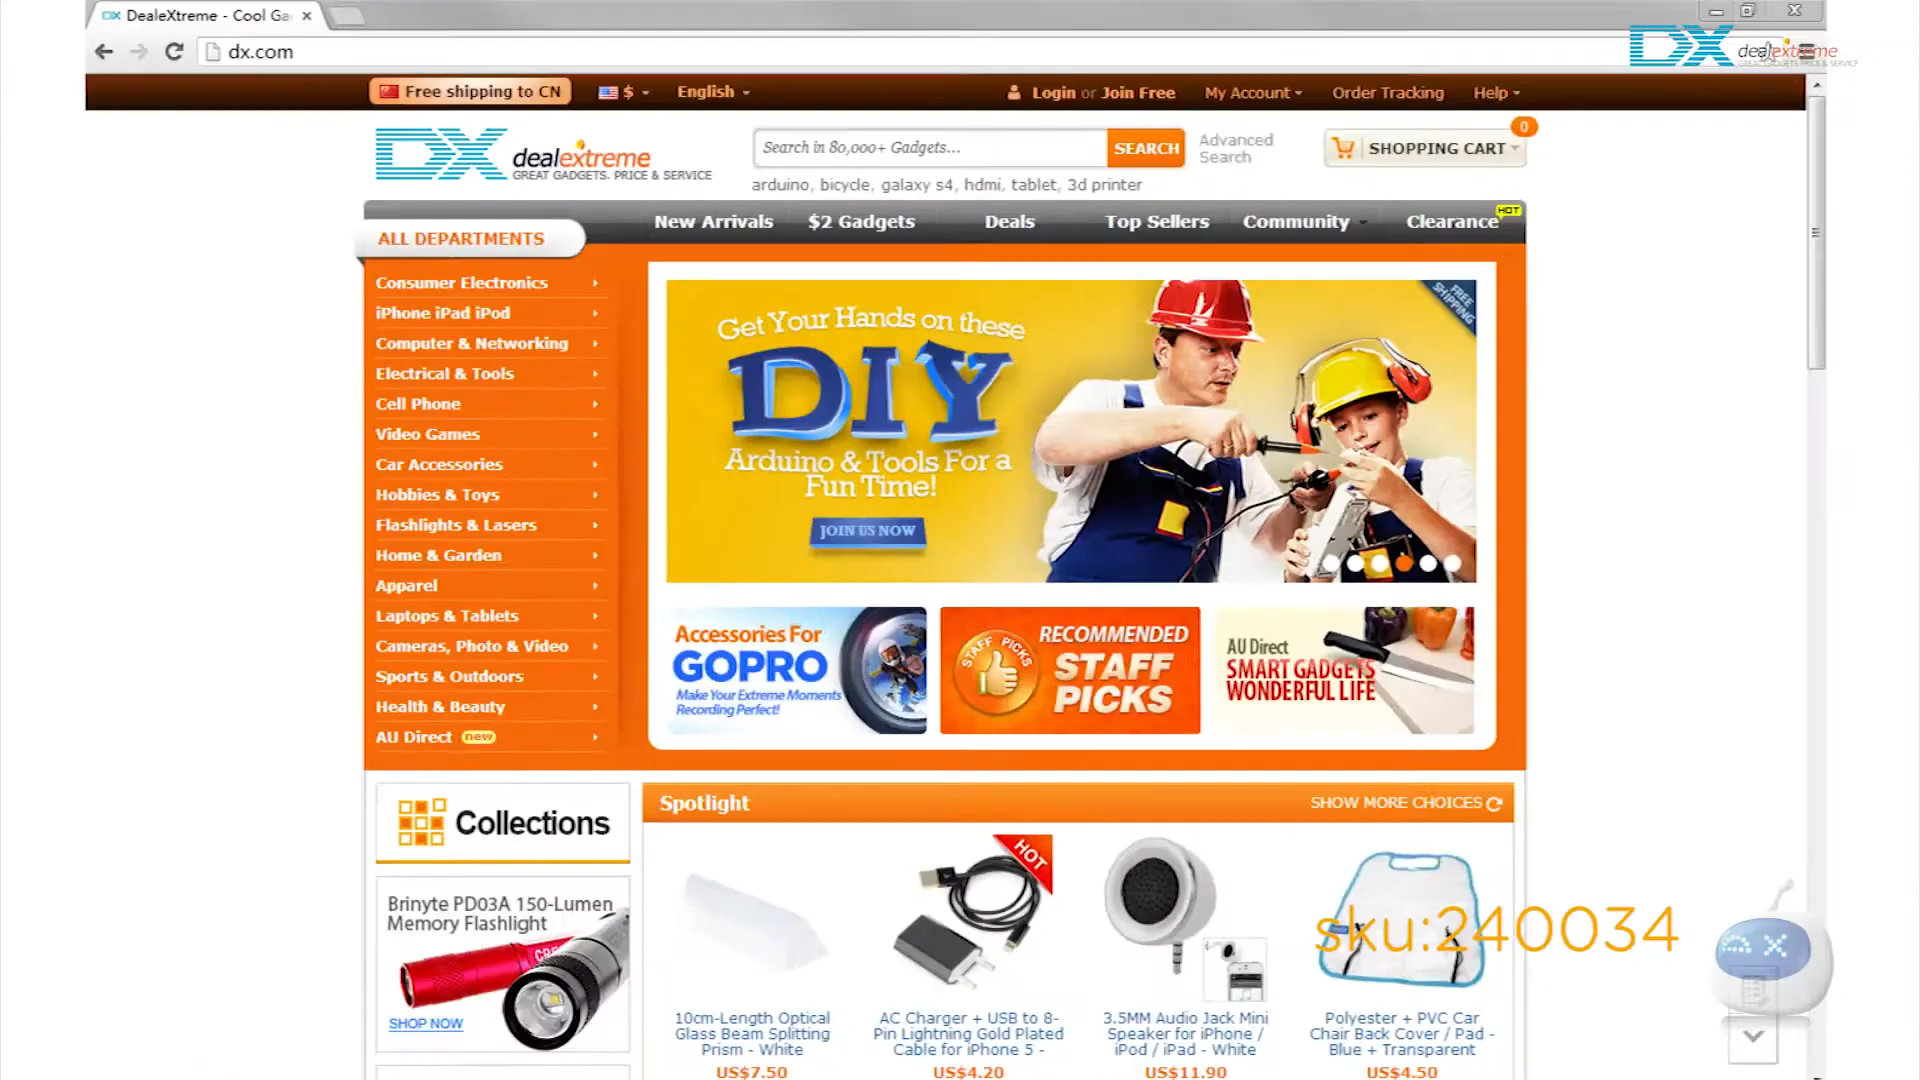 DX DealeXtreme - Cool Ga
dx.com
DX dealextreme
GREAT GADGETS. PRICE & SERVICE
Free shipping to CN
$
English
Login or Join Free
My Account
Order Tracking
Help
DX dealextreme
GREAT GADGETS. PRICE & SERVICE
Search in 80,000+ Gadgets...
SEARCH
Advanced
Search
SHOPPING CART
0
arduino, bicycle, galaxy s4, hdmi, tablet, 3d printer
ALL DEPARTMENTS
New Arrivals
$2 Gadgets
Deals
Top Sellers
Community
Clearance
HOT
Consumer Electronics
iPhone iPad iPod
Computer & Networking
Electrical & Tools
Cell Phone
Video Games
Car Accessories
Hobbies & Toys
Flashlights & Lasers
Home & Garden
Apparel
Laptops & Tablets
Cameras, Photo & Video
Sports & Outdoors
Health & Beauty
AU Direct new
Get Your Hands on these
DIY
Arduino & Tools For a
Fun Time!
JOIN US NOW
FREE
SHIPPING
Accessories For
GOPRO
Make Your Extreme Moments
Recording Perfect!
STAFF PICKS
RECOMMENDED
STAFF
PICKS
AU Direct
SMART GADGETS
WONDERFUL LIFE
Collections
Brinyte PD03A 150-Lumen
Memory Flashlight
SHOP NOW
Spotlight
SHOW MORE CHOICES
10cm-Length Optical
Glass Beam Splitting
Prism - White
US$7.50
HOT
AC Charger + USB to 8-
Pin Lightning Gold Plated
Cable for iPhone 5 -
US$4.20
3.5MM Audio Jack Mini
Speaker for iPhone /
iPod / iPad - White
US$11.90
Polyester + PVC Car
Chair Back Cover / Pad -
Blue + Transparent
US$4.50
sku:240034